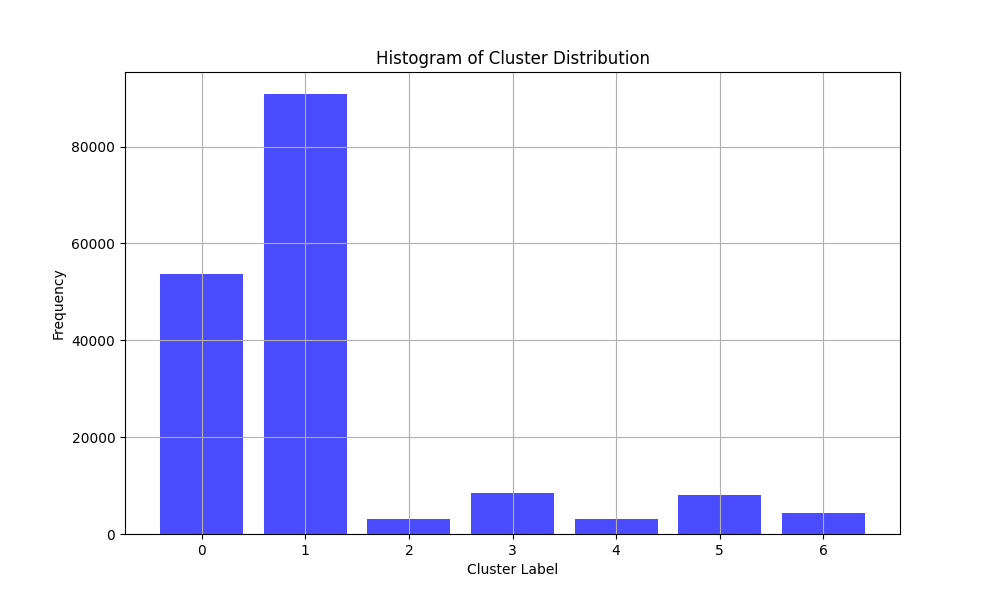 Histogram of Cluster Distribution
80000
60000
40000
20000
0
Frequency
0 1 2 3 4 5 6
Cluster Label